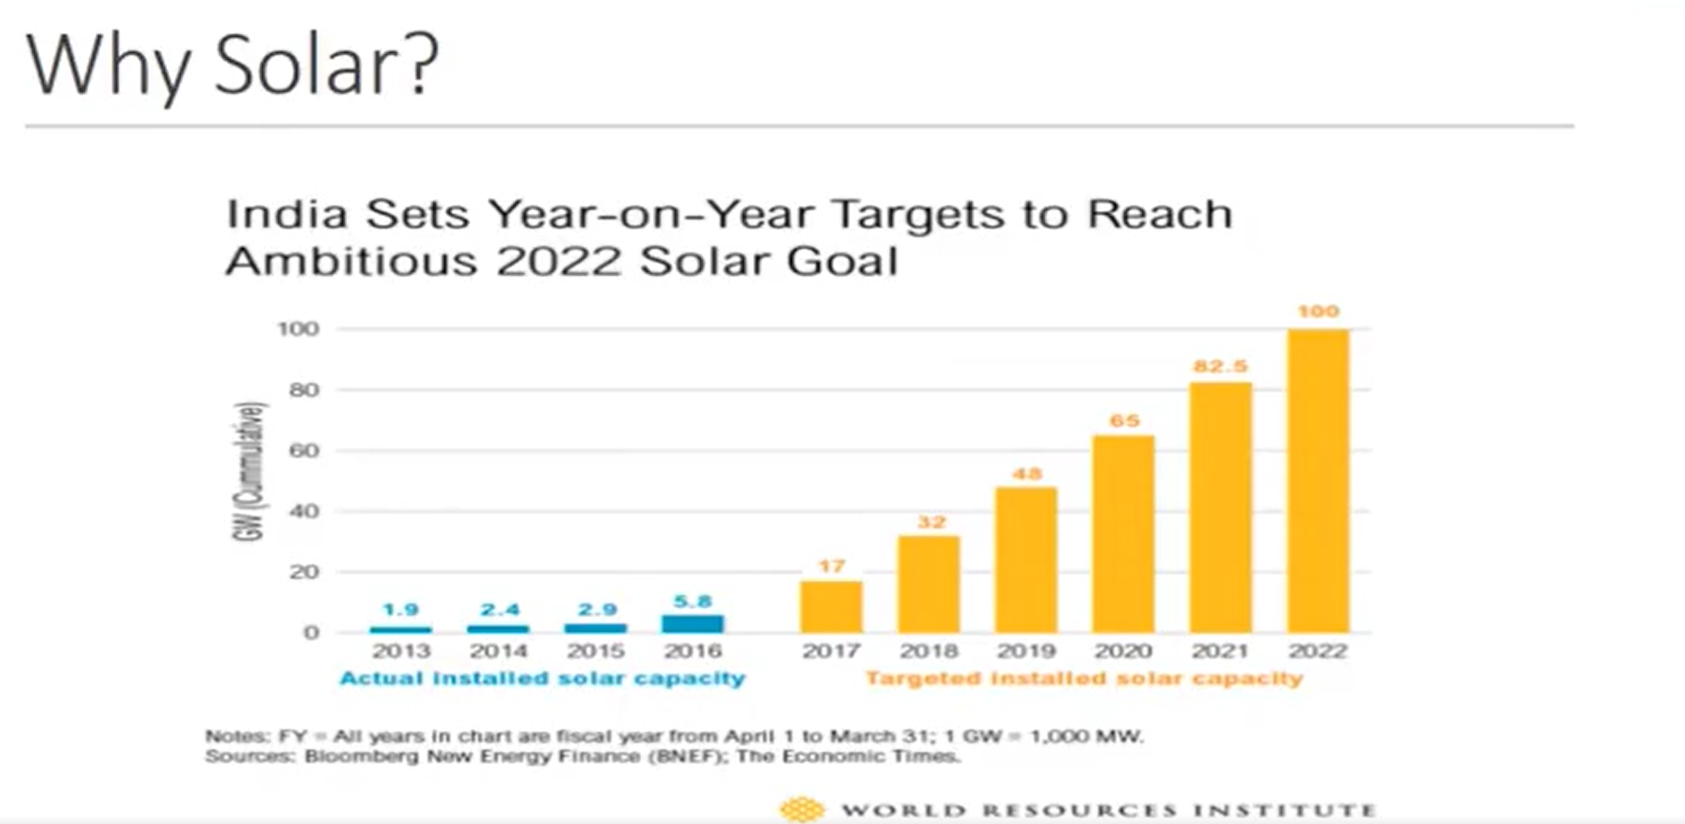 Why Solar?
India Sets Year-on-Year Targets to Reach
Ambitious 2022 Solar Goal
GW (Cummulative)
100
80
60
40
20
0
1.9 2.4 2.9 5.8 17 32 48 65 82.5 100
2013 2014 2015 2016 2017 2018 2019 2020 2021 2022
Actual installed solar capacity Targeted installed solar capacity
Notes: FY = All years in chart are fiscal year from April 1 to March 31; 1 GW = 1,000 MW.
Sources: Bloomberg New Energy Finance (BNEF); The Economic Times.
WORLD RESOURCES INSTITUTE